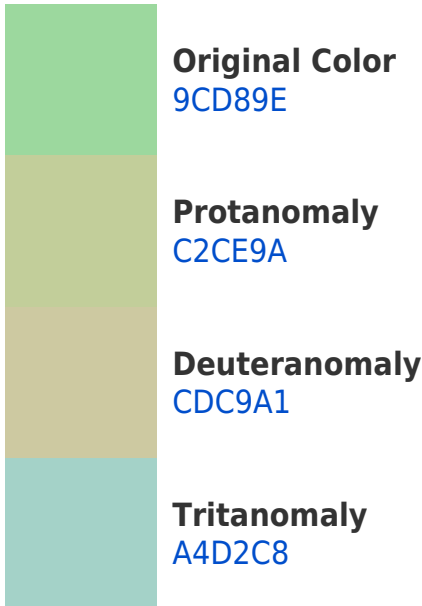 Original Color
9CD89E
Protanomaly
C2CE9A
Deuteranomaly
CDC9A1
Tritanomaly
A4D2C8